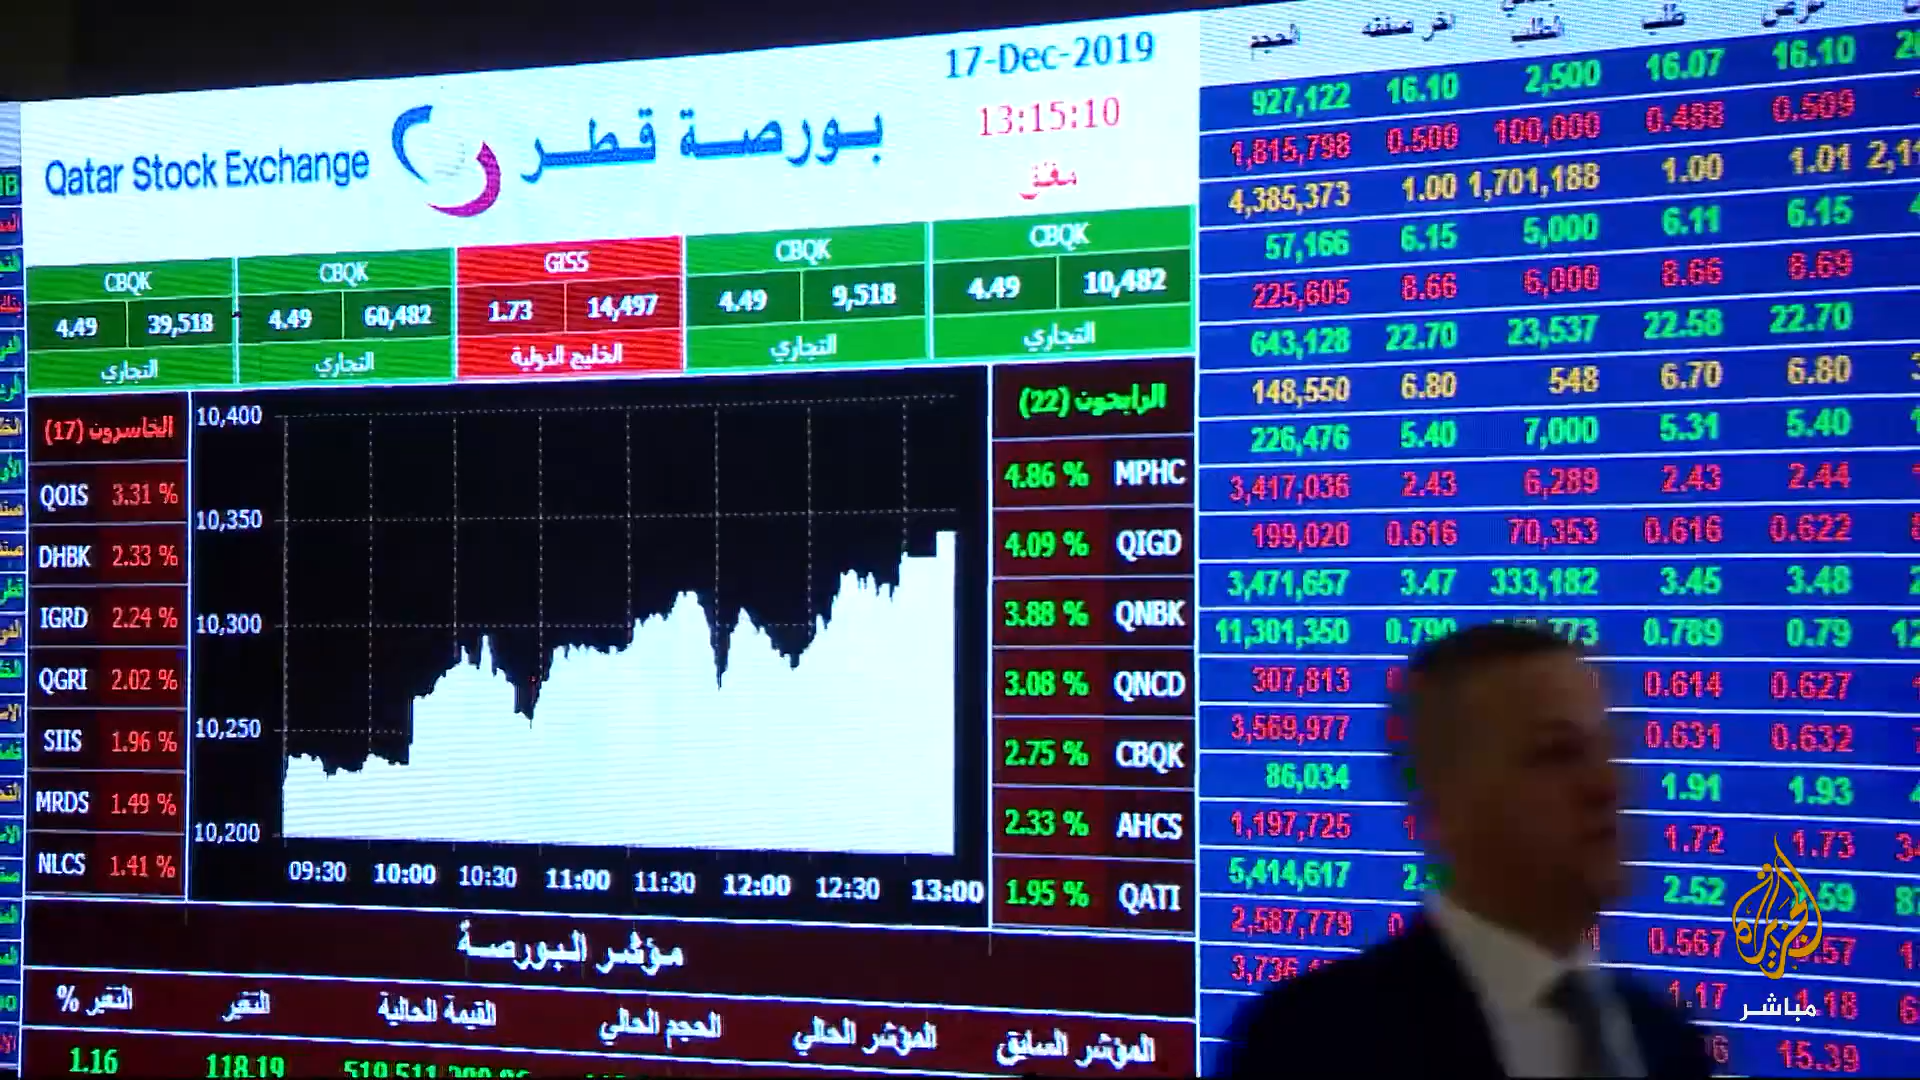 17-Dec-2019
Qatar Stock Exchange
بورصة قطر
13:15:10
مغلق
CBQK CBQK GISS CBQK CBQK
4.49 39,518 4.49 60,482 1.73 14,497 4.49 9,518 4.49 10,482
التجاري التجاري الخليج الدولية التجاري التجاري
الخاسرون (17)
QOIS 3.31 %
DHBK 2.33 %
IGRD 2.24 %
QGRI 2.02 %
SIIS 1.96 %
MRDS 1.49 %
NLCS 1.41 %
10,400
10,350
10,300
10,250
10,200
09:30 10:00 10:30 11:00 11:30 12:00 12:30 13:00
الرابحون (22)
4.86 % MPHC
4.09 % QIGD
3.88 % QNBK
3.08 % QNCD
2.75 % CBQK
2.33 % AHCS
1.95 % QATI
مؤشر البورصة
المؤشر السابق المؤشر الحالي الحجم الحالي القيمة الحالية التغير التغير %
1.16 118.19
الحجم آخر صفقة الطلب طلب عرض
927,122 16.10 2,500 16.07 16.10
1,815,798 0.500 100,000 0.488 0.509
4,385,373 1.00 1,701,188 1.00 1.01
57,166 6.15 5,000 6.11 6.15
225,605 8.66 6,000 8.66 8.69
643,128 22.70 23,537 22.58 22.70
148,550 6.80 548 6.70 6.80
226,476 5.40 7,000 5.31 5.40
3,417,036 2.43 6,289 2.43 2.44
199,020 0.616 70,353 0.616 0.622
3,471,657 3.47 333,182 3.45 3.48
11,301,350 0.790 0.789 0.79
307,813 0.614 0.627
3,569,977 0.631 0.632
86,034 1.91 1.93
1,197,725 1.72 1.73
5,414,617 2.52
2,587,779 0.567
15.39
الجزيرة
مباشر